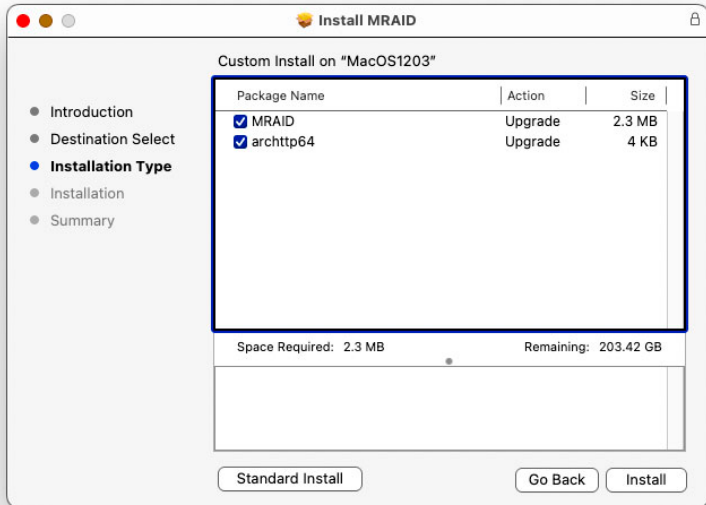 Install MRAID
Custom Install on “MacOS1203”
Introduction
Destination Select
Installation Type
Installation
Summary
Package Name Action Size
MRAID Upgrade 2.3 MB
archttp64 Upgrade 4 KB
Space Required: 2.3 MB Remaining: 203.42 GB
Standard Install Go Back Install